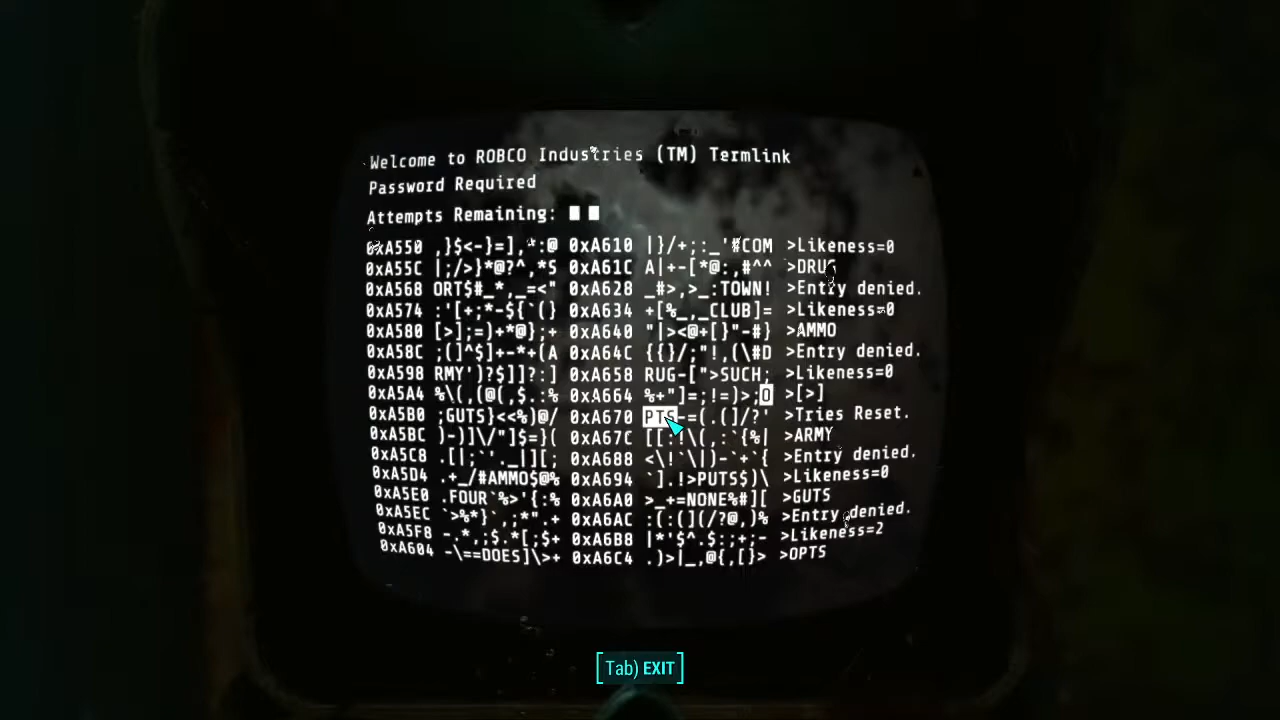 Welcome to ROBCO Industries (TM) Termlink
Password Required
Attempts Remaining: ■ ■
0xA550 ,}$<-}=],*:@ 0xA610 |}/+;:_'#COM >Likeness=0
0xA55C |;/>}*@?^,*S 0xA61C A|+-[*@:,#^^ >DRUG
0xA568 ORT$#_*,_=<" 0xA628 _#>,>_:TOWN! >Entry denied.
0xA574 :'[+;*-${`(} 0xA634 +[%_,_CLUB]= >Likeness=0
0xA580 [>];=)+*@};+ 0xA640 "|><@+[}"-#} >AMMO
0xA58C ;(]^$]+-*+(A 0xA64C {{}/;"!,(\#D >Entry denied.
0xA598 RMY')?$]]?:] 0xA658 RUG-[">SUCH; >Likeness=0
0xA5A4 %\(,(@(,$.:% 0xA664 %+"]=;!=)>;O >[>]
0xA5B0 ;GUTS}<<%)@/ 0xA670 PTS-=(.(]/?' >Tries Reset.
0xA5BC )-)]\/"]$=}( 0xA67C [[:!\(,:`{%| >ARMY
0xA5C8 .[|;`'._|][; 0xA688 <\!`\|)-`+`{ >Entry denied.
0xA5D4 .+_/#AMMO$@% 0xA694 `].!>PUTS$)\ >Likeness=0
0xA5E0 .FOUR`%>'{:% 0xA6A0 >_+=NONE%#][ >GUTS
0xA5EC `>%*}`,;*".+ 0xA6AC :(:(](/?@,)% >Entry denied.
0xA5F8 -.*,;$.*[;$+ 0xA6B8 |*'$^.$:;+;- >Likeness=2
0xA604 -\==DOES]\>+ 0xA6C4 .)>|_,@{,[}> >OPTS
[Tab) EXIT]